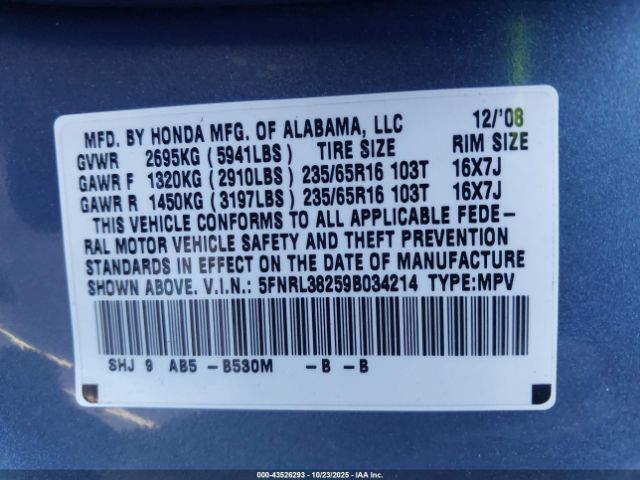 MFD. BY HONDA MFG. OF ALABAMA, LLC 12/'08
GVWR 2695KG (5941LBS) TIRE SIZE RIM SIZE
GAWR F 1320KG (2910LBS) 235/65R16 103T 16X7J
GAWR R 1450KG (3197LBS) 235/65R16 103T 16X7J
THIS VEHICLE CONFORMS TO ALL APPLICABLE FEDE-
RAL MOTOR VEHICLE SAFETY AND THEFT PREVENTION
STANDARDS IN EFFECT ON THE DATE OF MANUFACTURE
SHOWN ABOVE. V.I.N.: 5FNRL38259B034214 TYPE:MPV
SHJ 9 AB5 -B530M -B -B
000-43526293 - 10/23/2025 - IAAI.COM